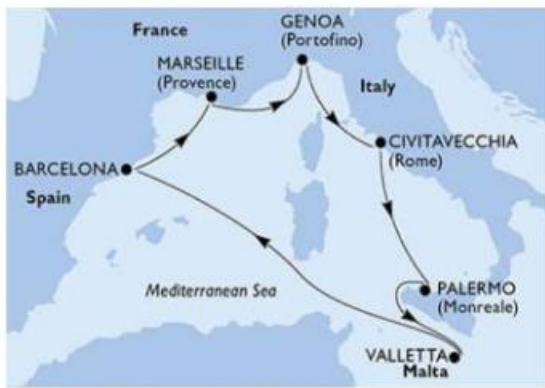 France
GENOA
(Portofino)
MARSEILLE
(Provence)
Italy
CIVITAVECCHIA
(Rome)
BARCELONA
Spain
Mediterranean Sea
PALERMO
(Monreale)
VALLETTA
Malta